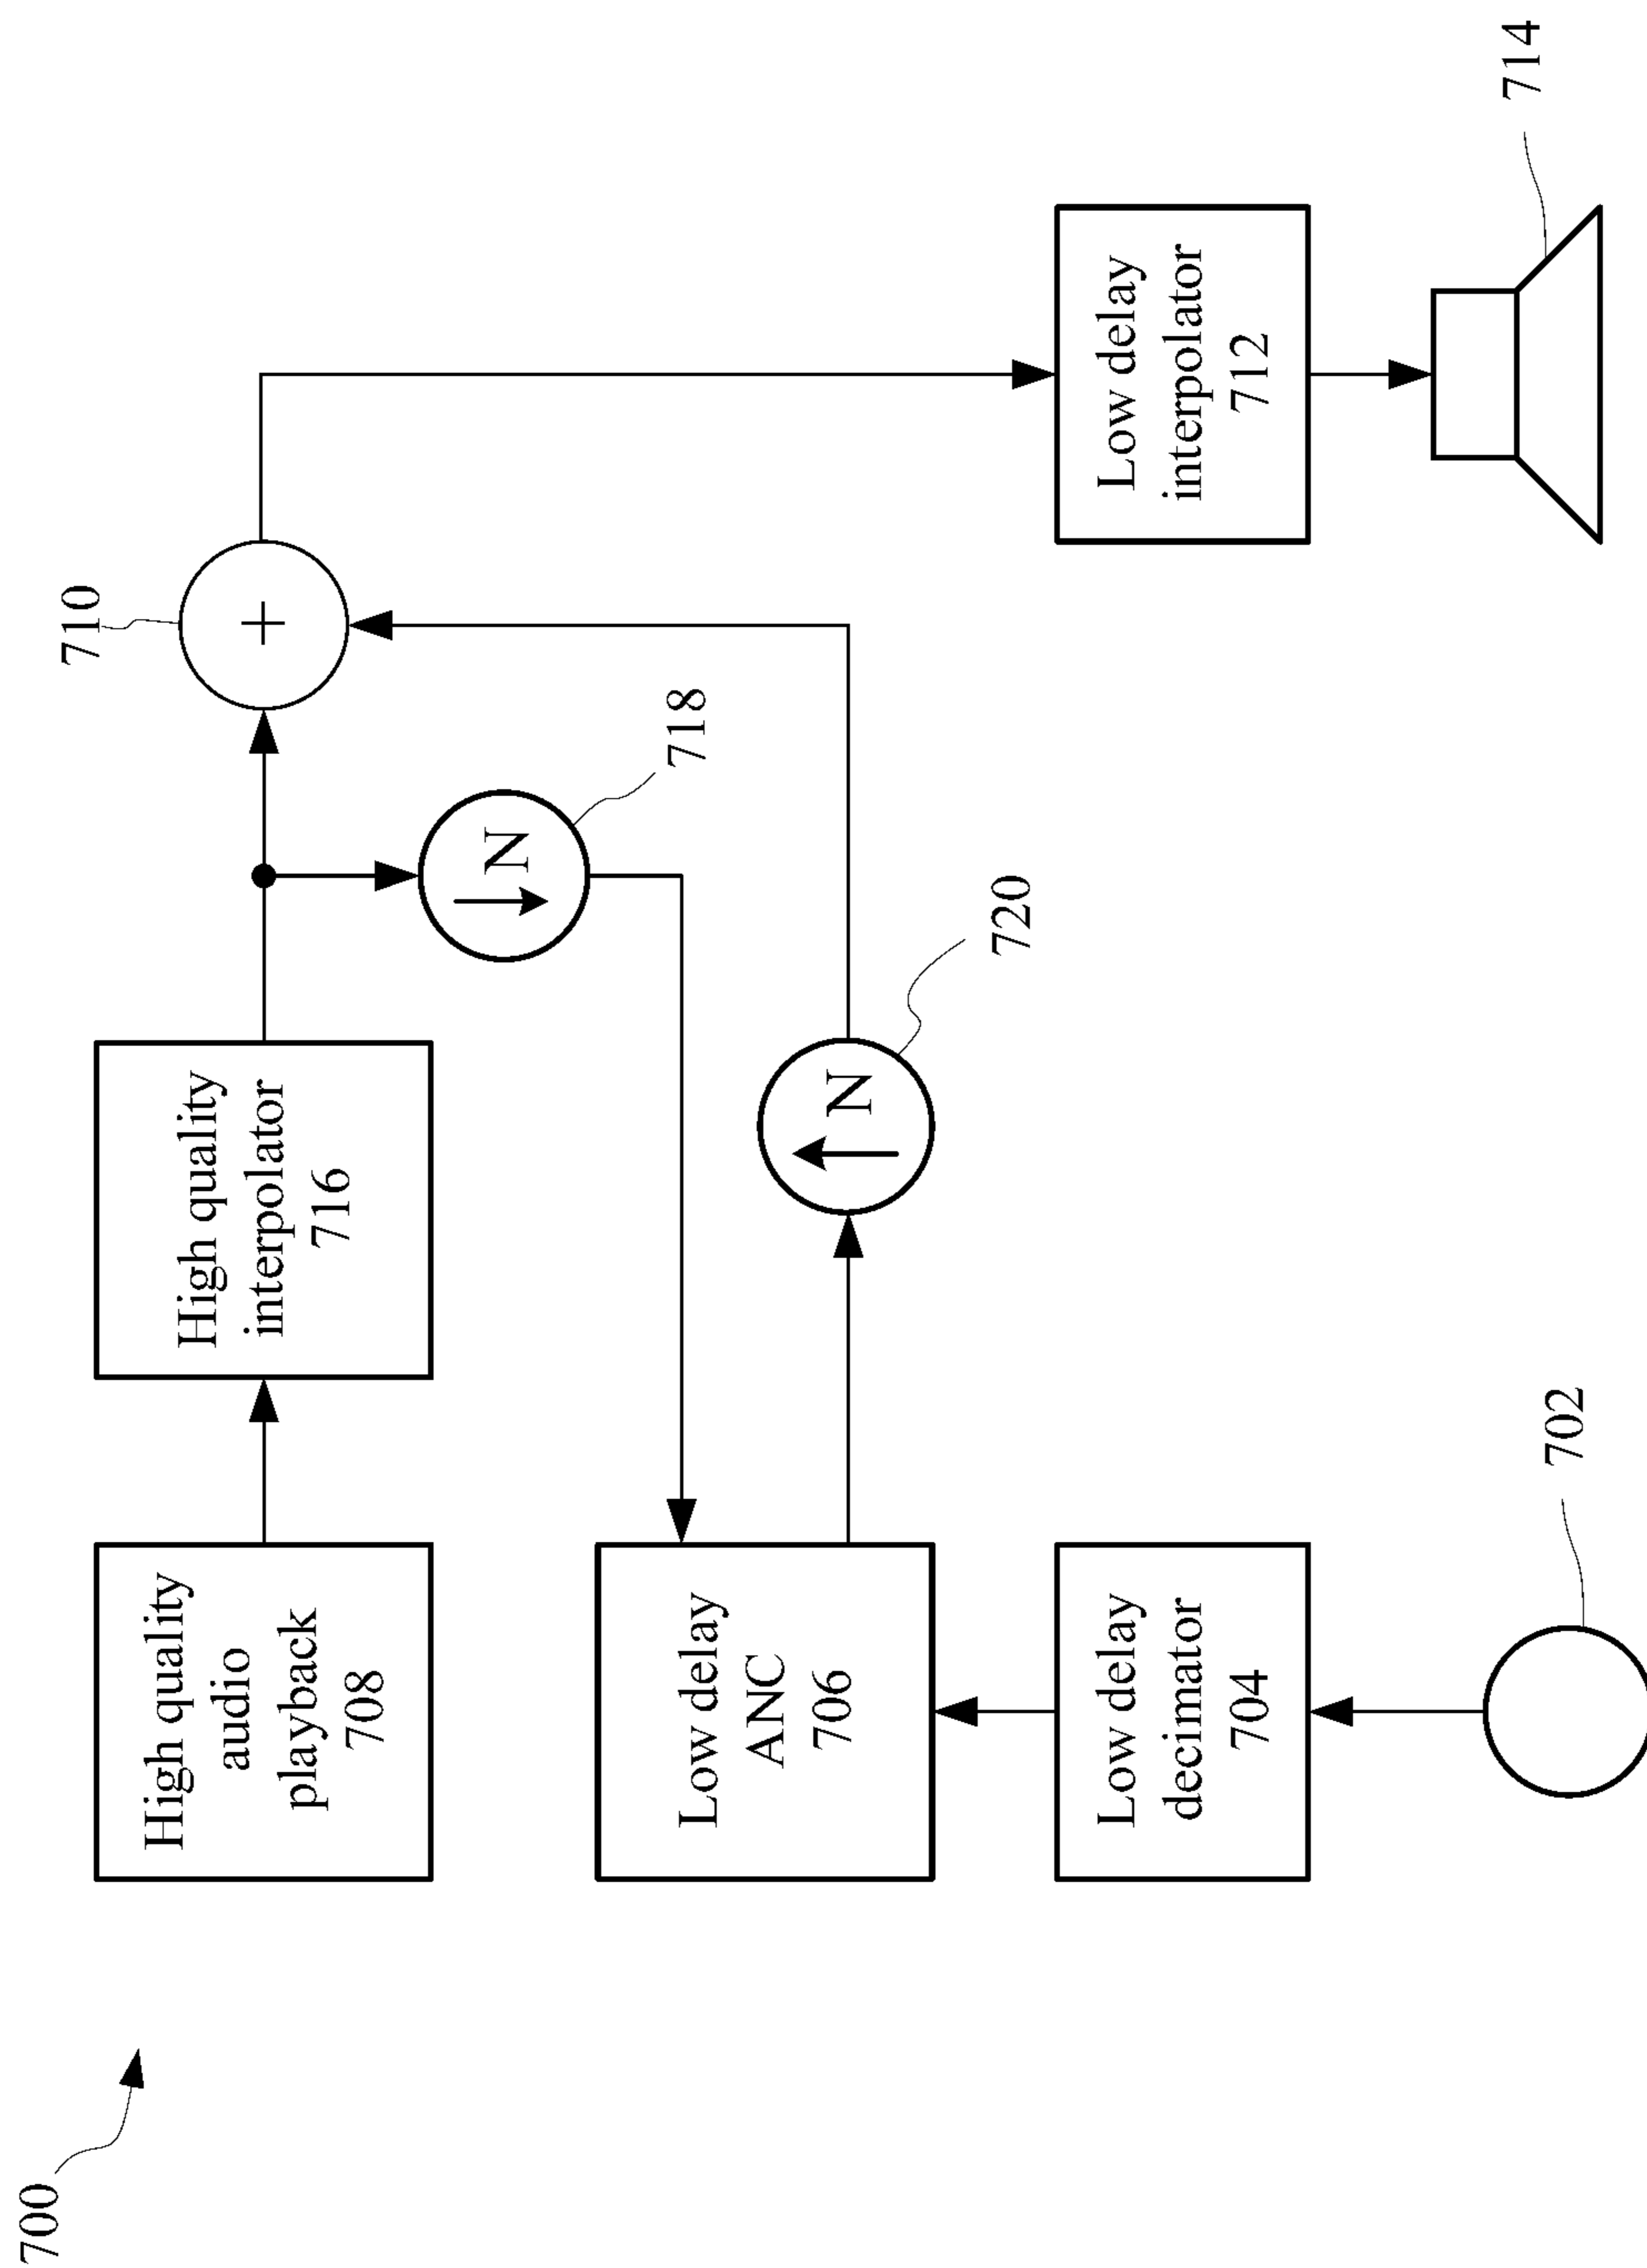 700
High quality
audio
playback
708
High quality
interpolator
716
710
+
N
718
Low delay
ANC
706
N
720
Low delay
decimator
704
Low delay
interpolator
712
702
714